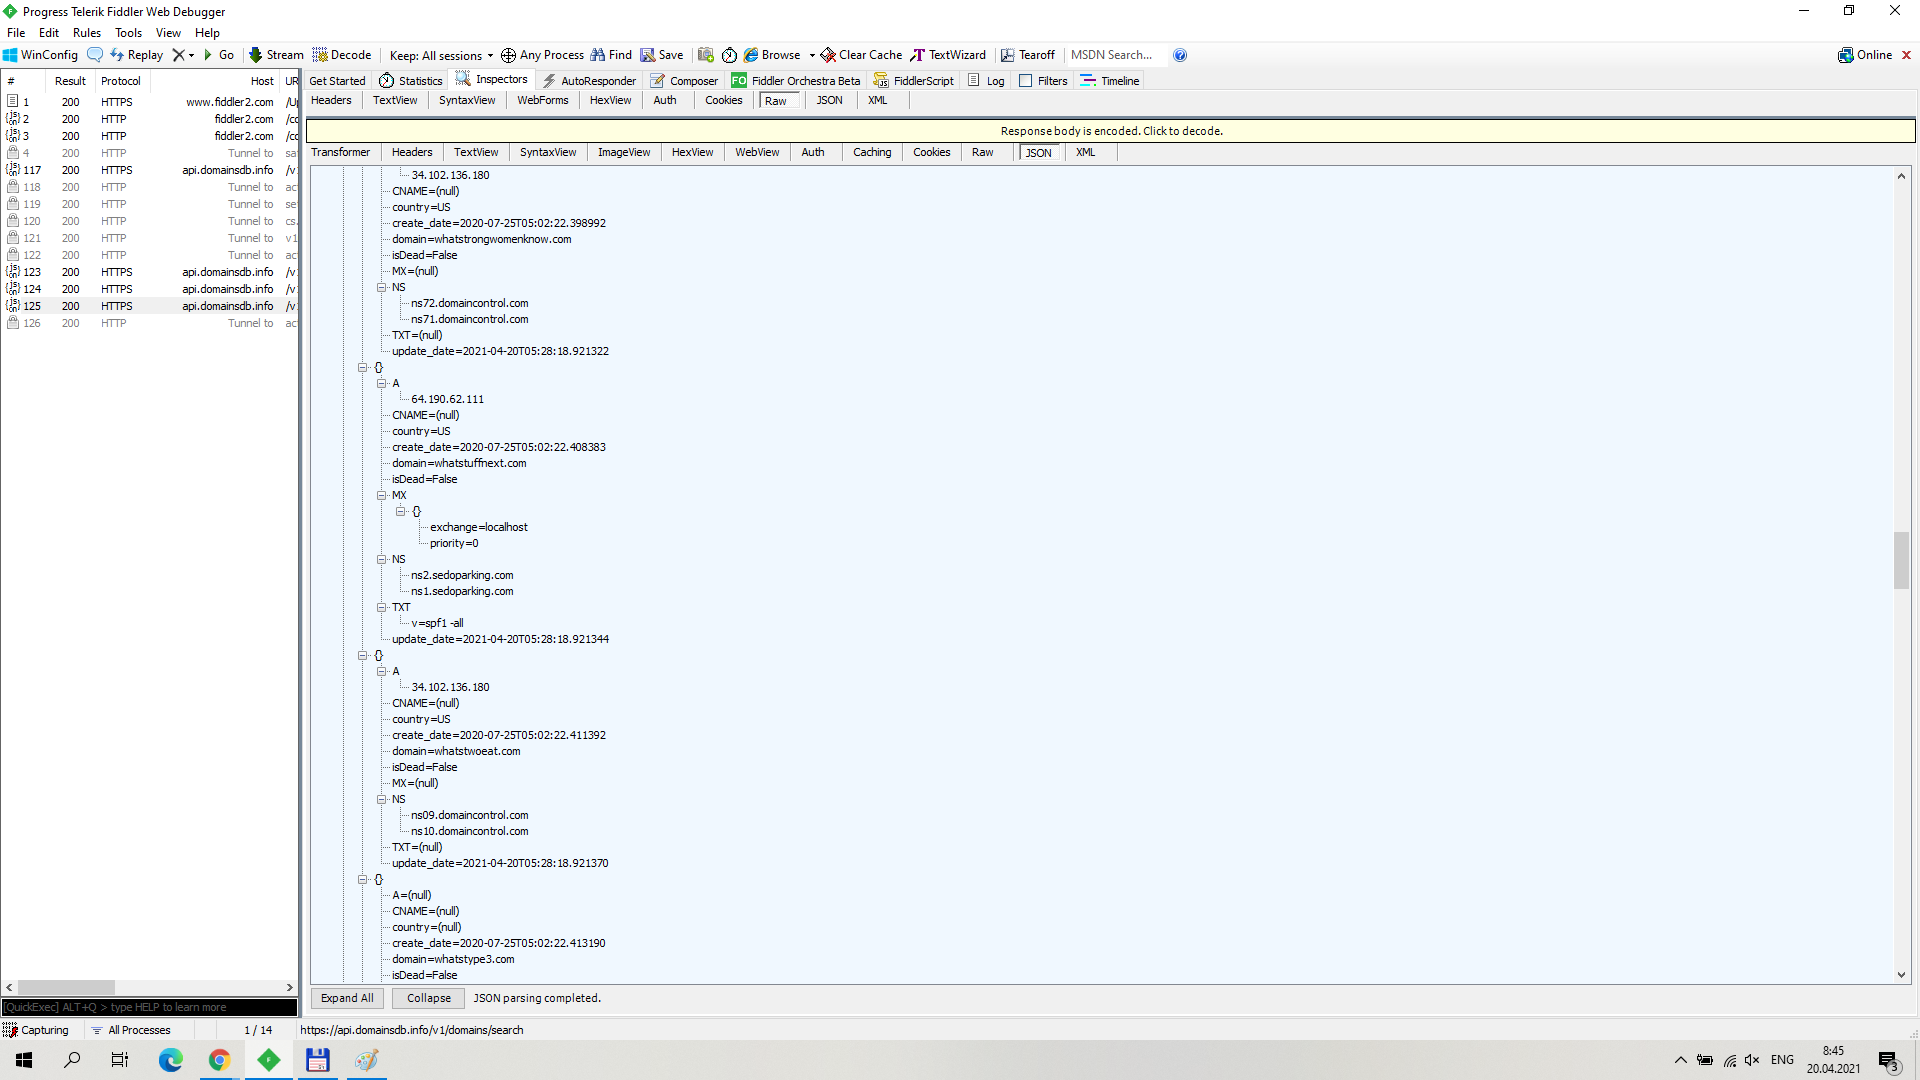 Progress Telerik Fiddler Web Debugger
File Edit Rules Tools View Help
WinConfig Replay Go Stream Decode Keep: All sessions Any Process Find Save Browse Clear Cache TextWizard Tearoff MSDN Search... Online
# Result Protocol Host UR
1 200 HTTPS www.fiddler2.com /Up
2 200 HTTP fiddler2.com /co
3 200 HTTP fiddler2.com /co
4 200 HTTP Tunnel to sa
117 200 HTTPS api.domainsdb.info /v1
118 200 HTTP Tunnel to act
119 200 HTTP Tunnel to se
120 200 HTTP Tunnel to cs.
121 200 HTTP Tunnel to v1
122 200 HTTP Tunnel to act
123 200 HTTPS api.domainsdb.info /v1
124 200 HTTPS api.domainsdb.info /v1
125 200 HTTPS api.domainsdb.info /v1
126 200 HTTP Tunnel to act
[QuickExec] ALT+Q > type HELP to learn more
Get Started Statistics Inspectors AutoResponder Composer FO Fiddler Orchestra Beta FiddlerScript Log Filters Timeline
Headers TextView SyntaxView WebForms HexView Auth Cookies Raw JSON XML
Response body is encoded. Click to decode.
Transformer Headers TextView SyntaxView ImageView HexView WebView Auth Caching Cookies Raw JSON XML
34.102.136.180
CNAME=(null)
country=US
create_date=2020-07-25T05:02:22.398992
domain=whatstrongwomenknow.com
isDead=False
MX=(null)
NS
ns72.domaincontrol.com
ns71.domaincontrol.com
TXT=(null)
update_date=2021-04-20T05:28:18.921322
{}
A
64.190.62.111
CNAME=(null)
country=US
create_date=2020-07-25T05:02:22.408383
domain=whatstuffnext.com
isDead=False
MX
{}
exchange=localhost
priority=0
NS
ns2.sedoparking.com
ns1.sedoparking.com
TXT
v=spf1 -all
update_date=2021-04-20T05:28:18.921344
{}
A
34.102.136.180
CNAME=(null)
country=US
create_date=2020-07-25T05:02:22.411392
domain=whatstwoeat.com
isDead=False
MX=(null)
NS
ns09.domaincontrol.com
ns10.domaincontrol.com
TXT=(null)
update_date=2021-04-20T05:28:18.921370
{}
A=(null)
CNAME=(null)
country=(null)
create_date=2020-07-25T05:02:22.413190
domain=whatstype3.com
isDead=False
Expand All Collapse JSON parsing completed.
Capturing All Processes 1 / 14 https://api.domainsdb.info/v1/domains/search
ENG 8:45
20.04.2021 3